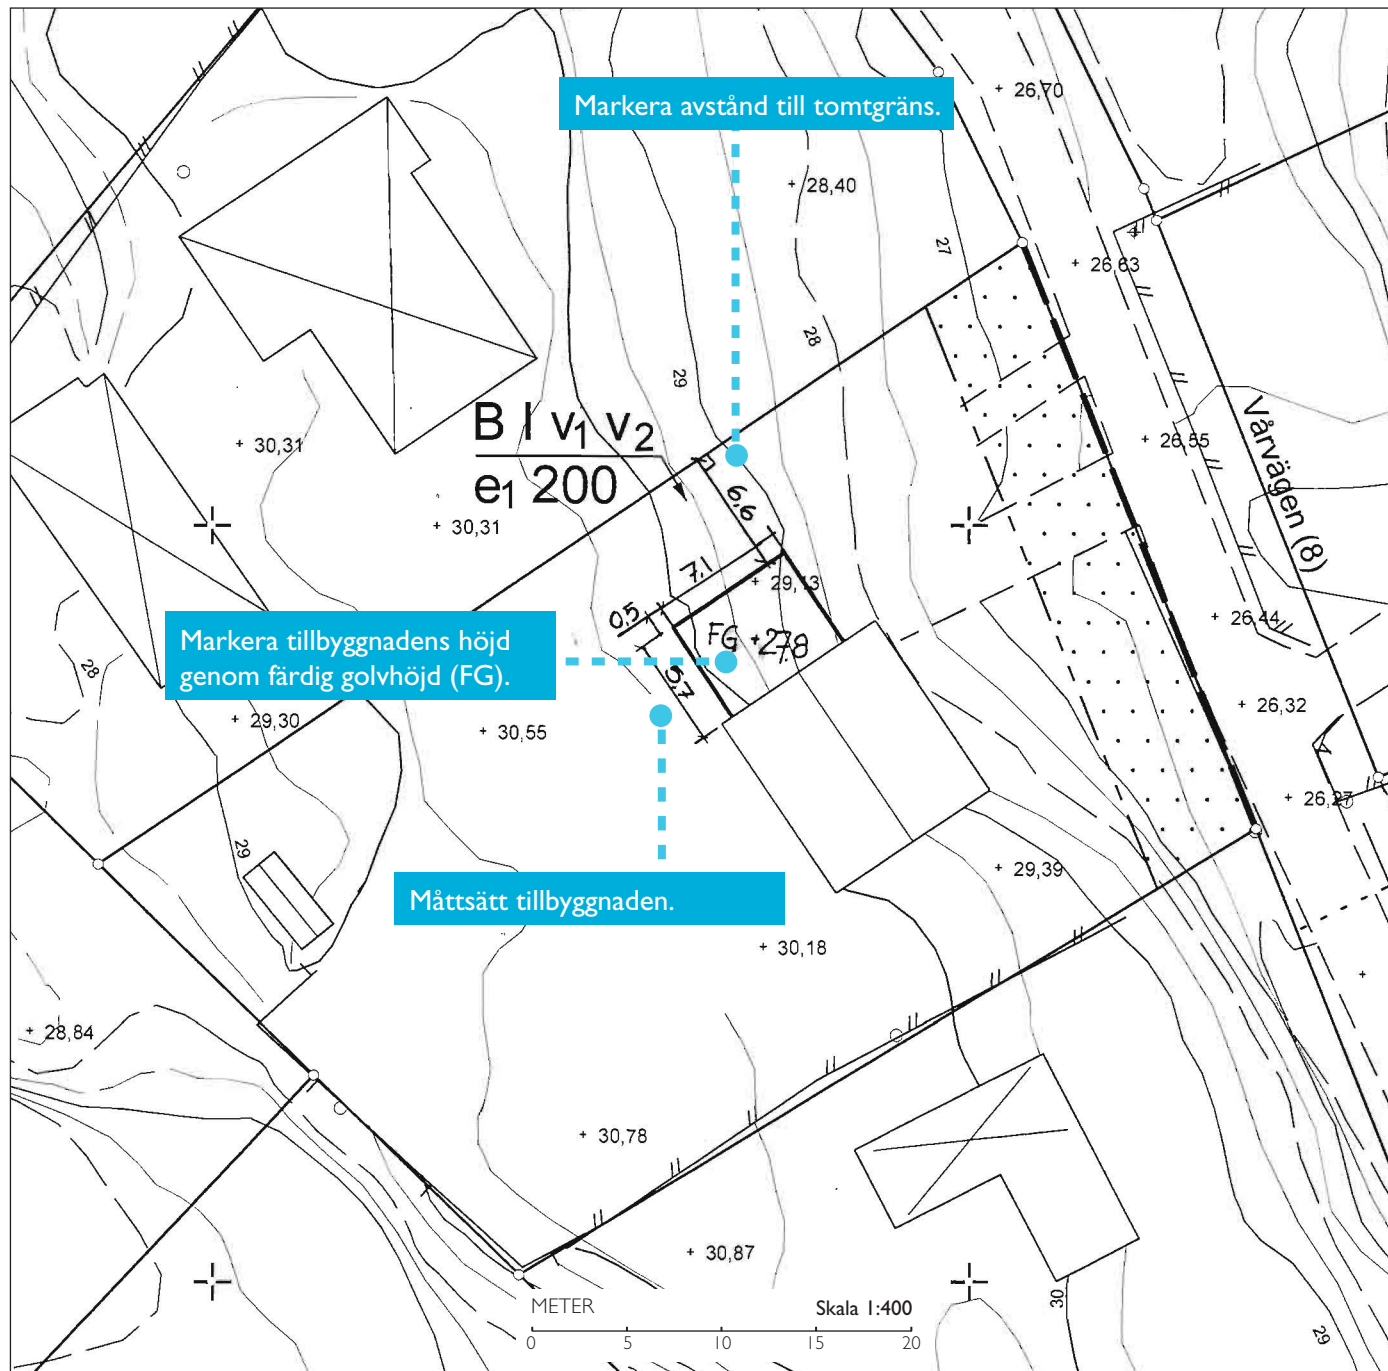 26,70
Markera avstånd till tomtgräns.
28,40
27
26,63
28
29
B I v1 v2
e1 200
30,31
26,55
Vårvägen (8)
30,31
6,6
7,1
29,13
0,5
26,44
Markera tillbyggnadens höjd
genom färdig golvhöjd (FG).
FG +27,8
28
5,7
29,30
30,55
26,32
26,27
29
29,39
Måttsätt tillbyggnaden.
30,18
28,84
30,78
30,87
30
29
METER
Skala 1:400
0 5 10 15 20